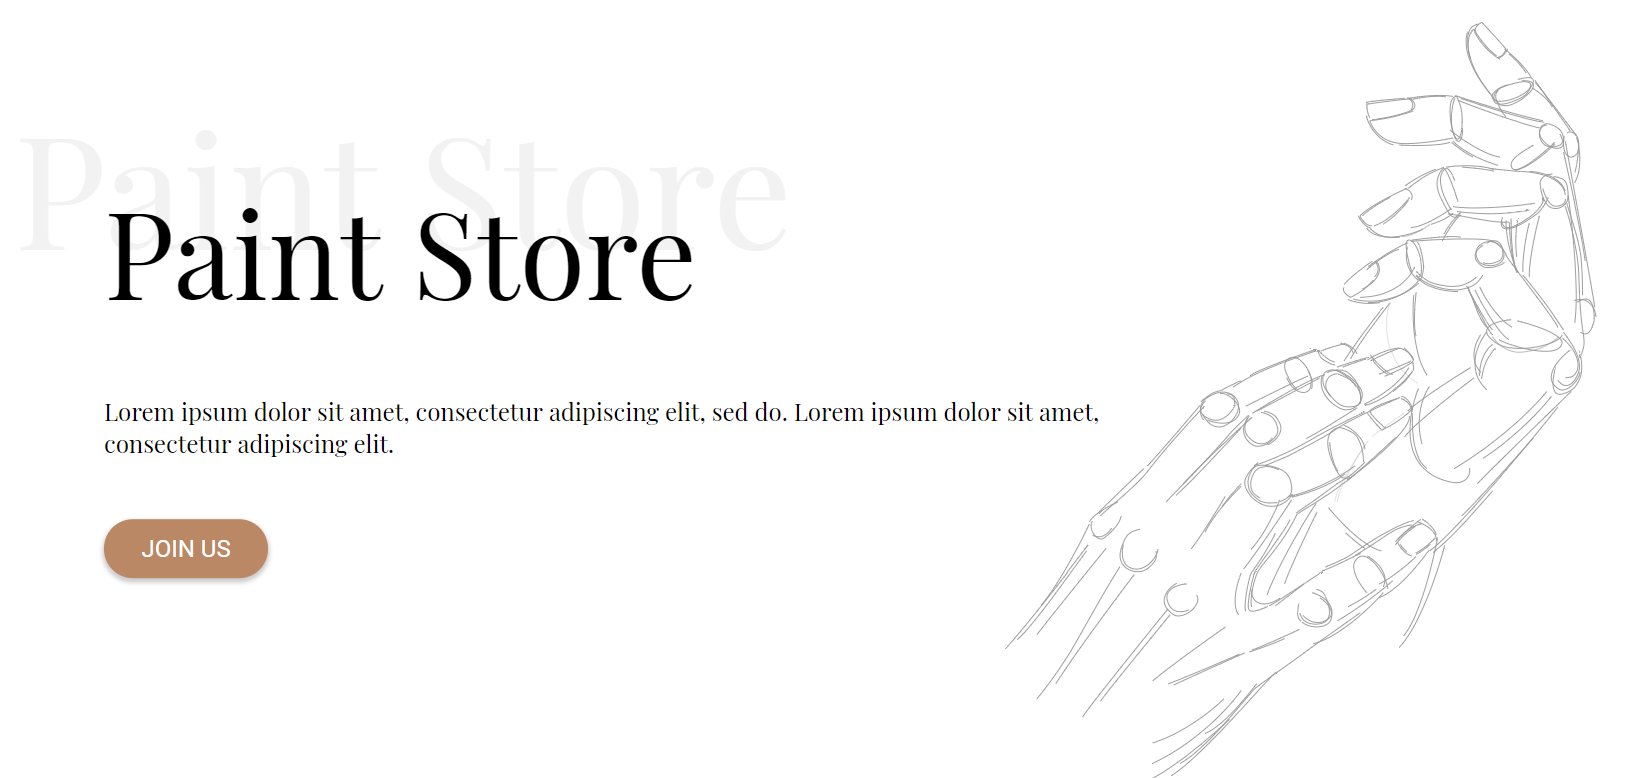 Paint Store
Paint Store
Lorem ipsum dolor sit amet, consectetur adipiscing elit, sed do. Lorem ipsum dolor sit amet,
consectetur adipiscing elit.
JOIN US